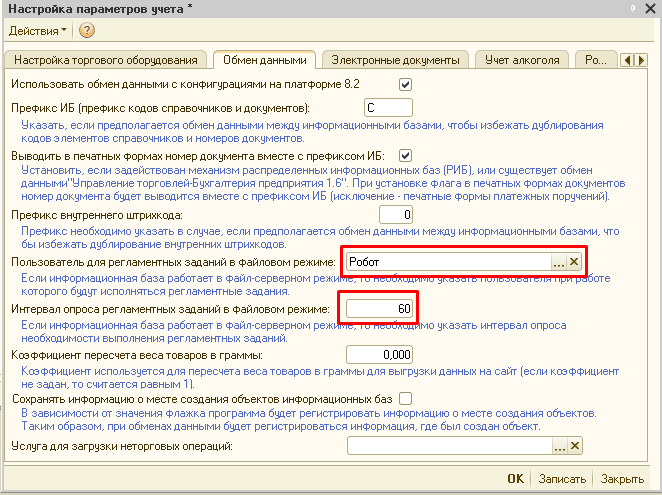 Настройка параметров учета *
Действия
Настройка торгового оборудования Обмен данными Электронные документы Учет алкоголя Ро...
Использовать обмен данными с конфигурациями на платформе 8.2
Префикс ИБ (префикс кодов справочников и документов): С
Указать, если предполагается обмен данными между информационными базами, чтобы избежать дублирования
кодов элементов справочников и номеров документов.
Выводить в печатных формах номер документа вместе с префиксом ИБ:
Установить, если задействован механизм распределенных информационных баз (РИБ), или существует обмен
данными"Управление торговлей-Бухгалтерия предприятия 1.6". При установке Флага в печатных формах документов
номер документа будет выводится вместе с префиксом ИБ (исключение - печатные формы платежных поручений).
Префикс внутреннего штрихкода: 0
Префикс необходимо указать в случае, если предполагается обмен данными между информационными базами, что
бы избежать дублирование внутренних штрихкодов.
Пользователь для регламентных заданий в файловом режиме: Робот ...
Если информационная база работает в Файл-серверном режиме, то необходимо указать пользователя при работе
которого будут исполняться регламентные задания.
Интервал опроса регламентных заданий в файловом режиме: 60
Если информационная база работает в Файл-серверном режиме, то необходимо указать интервал опроса
необходимости выполнения регламентных заданий.
Коэффициент пересчета веса товаров в граммы: 0,000
Коэффициент используется для пересчета веса товаров в граммы для выгрузки данных на сайт (если коэффициент
не задан, то считается равным 1).
Сохранять информацию о месте создания объектов информационных баз
В зависимости от значения флажка программа будет регистрировать информацию о месте создания объектов.
Таким образом, при обменах данными будет регистрироваться информация, где был создан объект.
Услуга для загрузки неторговых операций: ...
OK Записать Закрыть